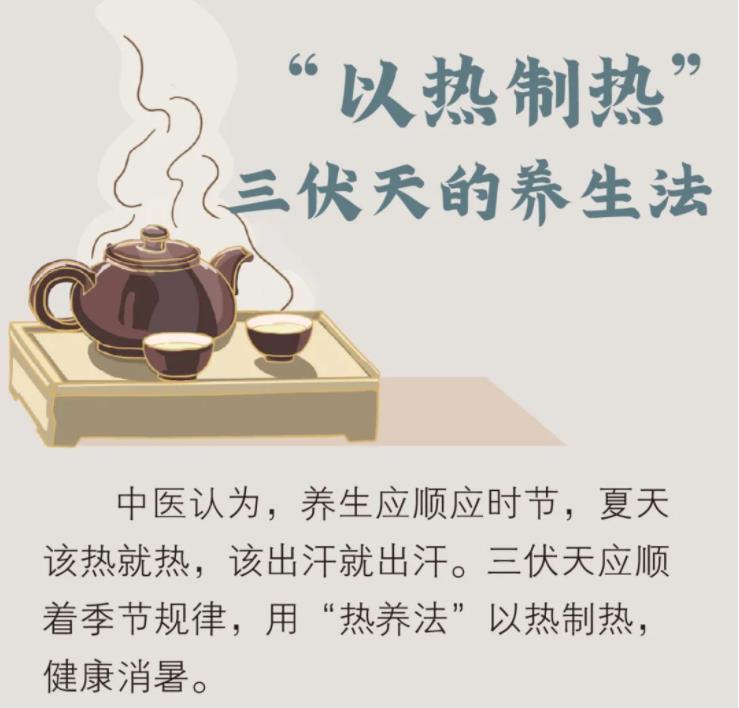 “以热制热”
三伏天的养生法
中医认为，养生应顺应时节，夏天
该热就热，该出汗就出汗。三伏天应顺
着季节规律，用“热养法”以热制热，
健康消暑。